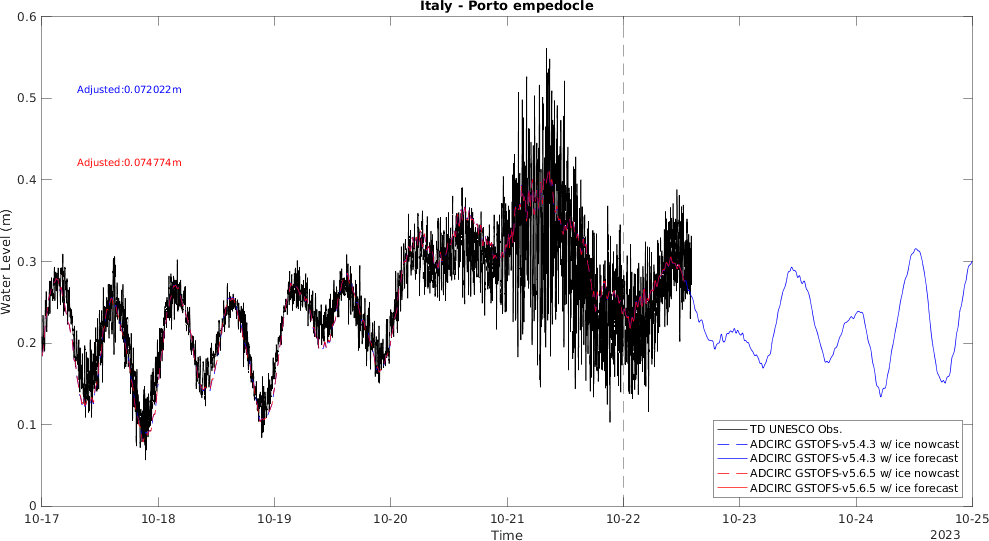 Italy - Porto empedocle
0.6
0.5
0.4
0.3
0.2
0.1
0
Water Level (m)
Adjusted:0.072022m
Adjusted:0.074774m
TD UNESCO Obs.
ADCIRC GSTOFS-v5.4.3 w/ ice nowcast
ADCIRC GSTOFS-v5.4.3 w/ ice forecast
ADCIRC GSTOFS-v5.6.5 w/ ice nowcast
ADCIRC GSTOFS-v5.6.5 w/ ice forecast
10-17 10-18 10-19 10-20 10-21 10-22 10-23 10-24 10-25
Time
2023